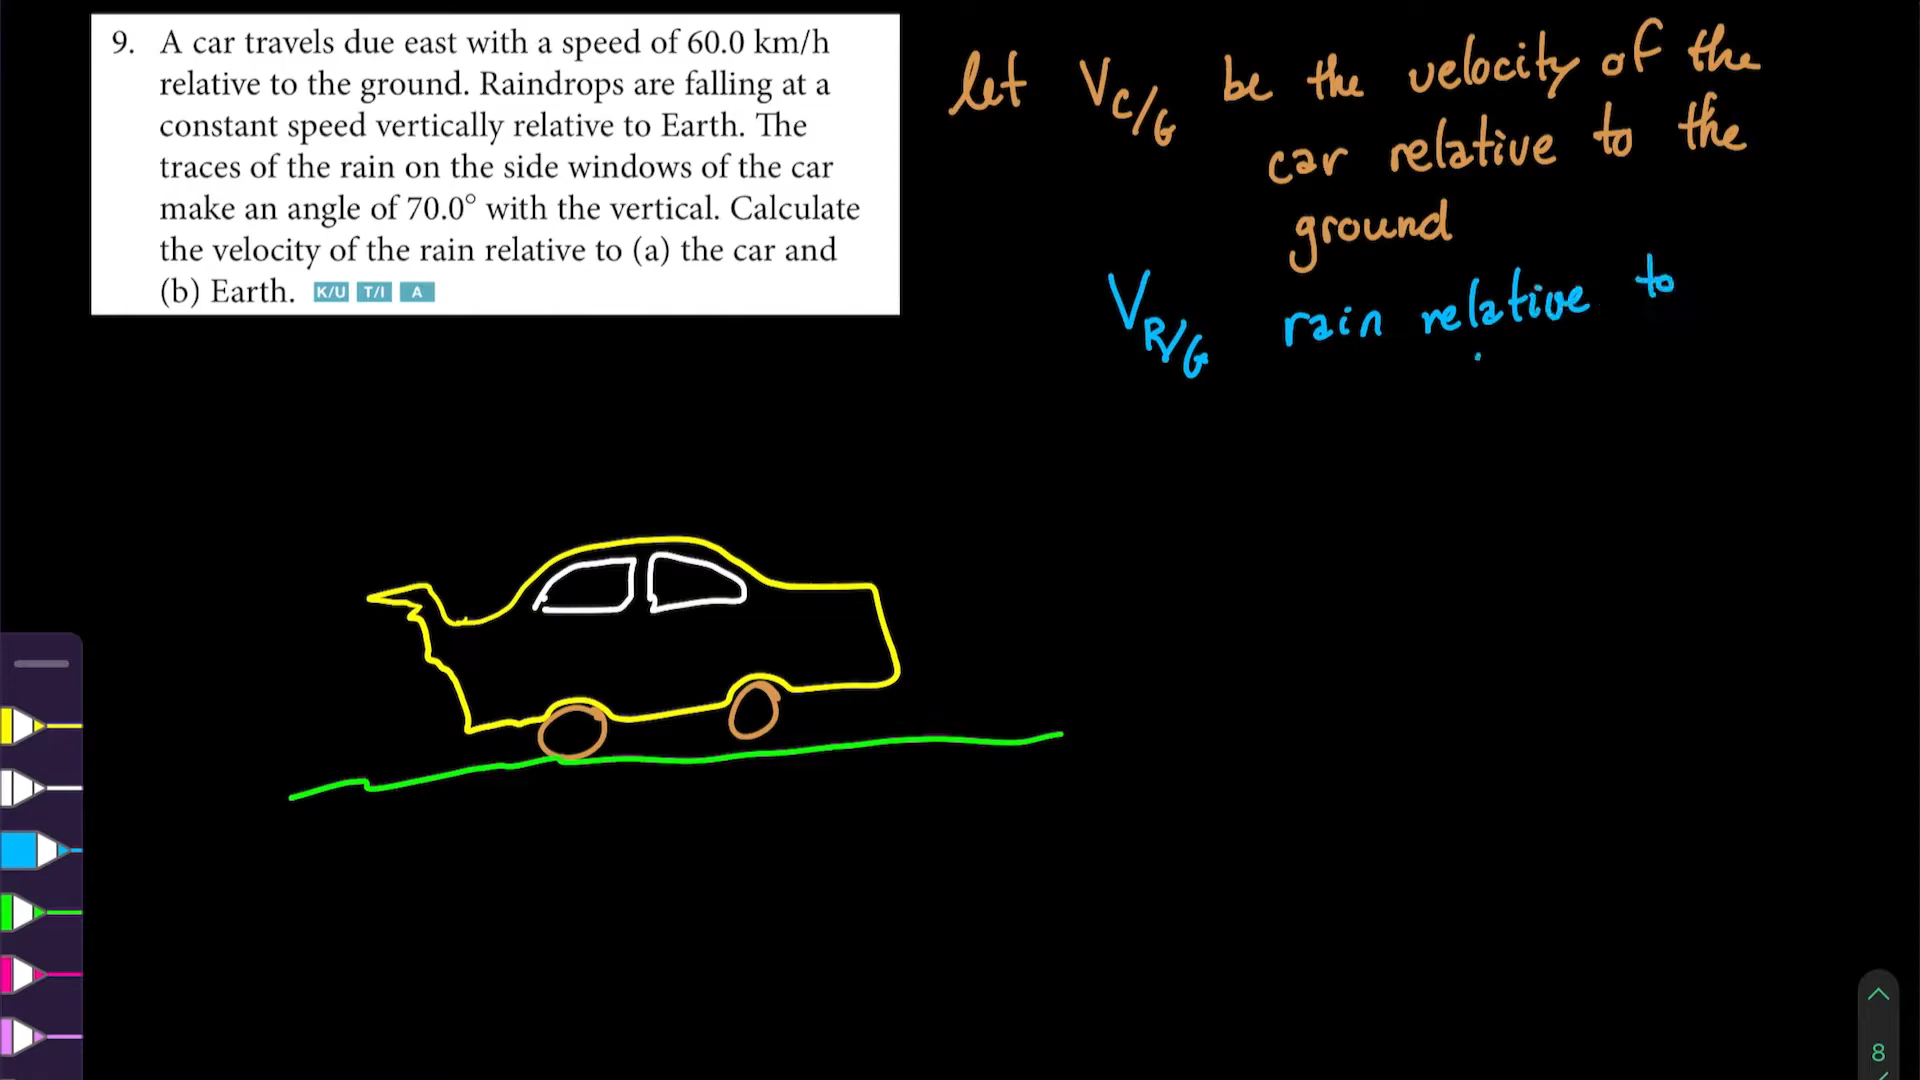 9. A car travels due east with a speed of 60.0 km/h
relative to the ground. Raindrops are falling at a
constant speed vertically relative to Earth. The
traces of the rain on the side windows of the car
make an angle of 70.0° with the vertical. Calculate
the velocity of the rain relative to (a) the car and
(b) Earth. K/U T/I A
let V_C/G be the velocity of the
car relative to the
ground
V_R/G rain relative to
8